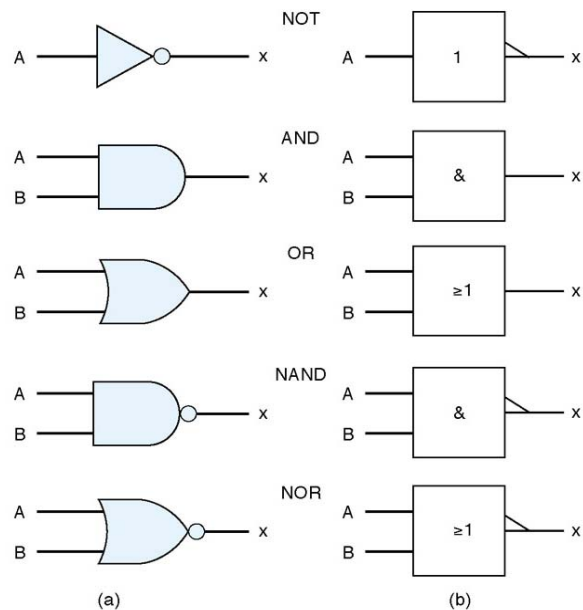 NOT
A x A 1 x
AND
A A
x & x
B B
OR
A A
x ≥1 x
B B
NAND
A A
x & x
B B
NOR
A A
x ≥1 x
B B
(a) (b)